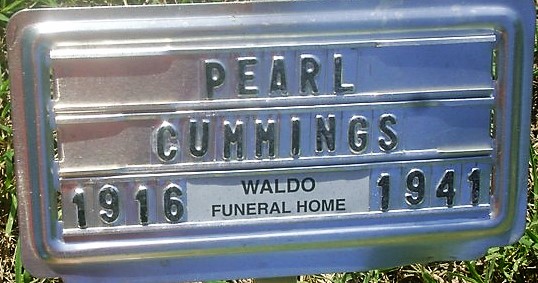 PEARL
CUMMINGS
1916 WALDO 1941
FUNERAL HOME